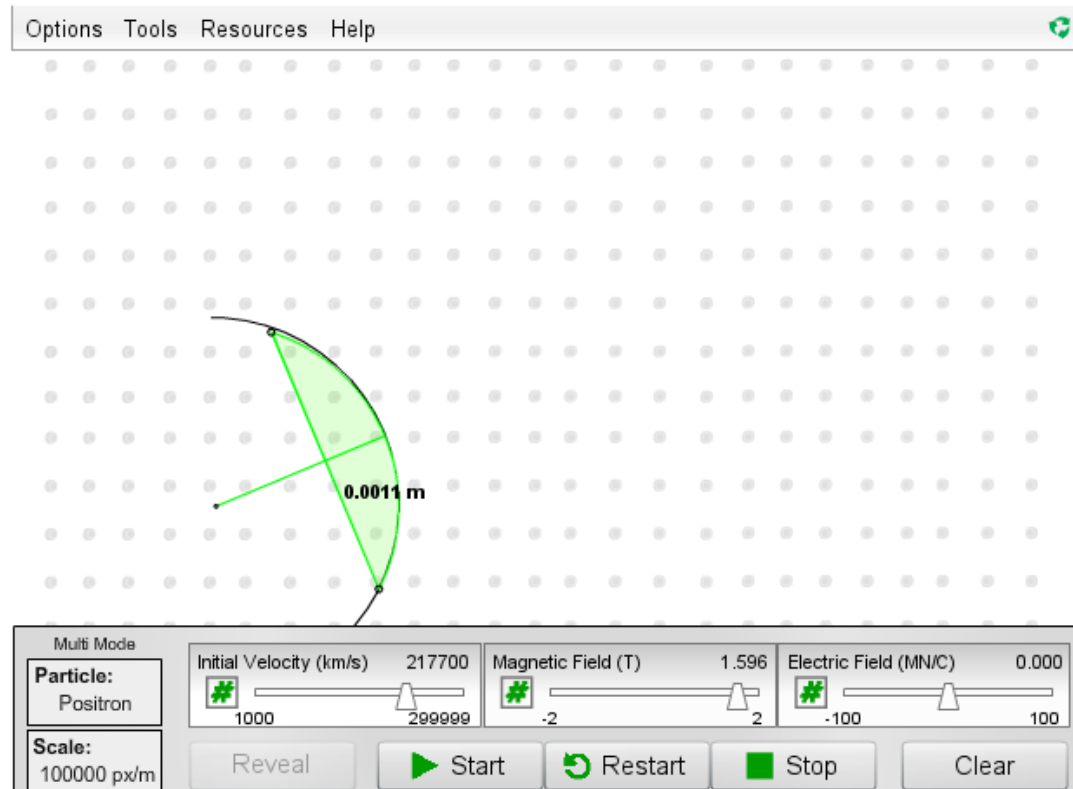 Options Tools Resources Help
0.0011 m
Multi Mode
Particle:
Positron
Scale:
100000 px/m
Initial Velocity (km/s) 217700
#
1000 299999
Magnetic Field (T) 1.596
#
-2 2
Electric Field (MN/C) 0.000
#
-100 100
Reveal
Start
Restart
Stop
Clear